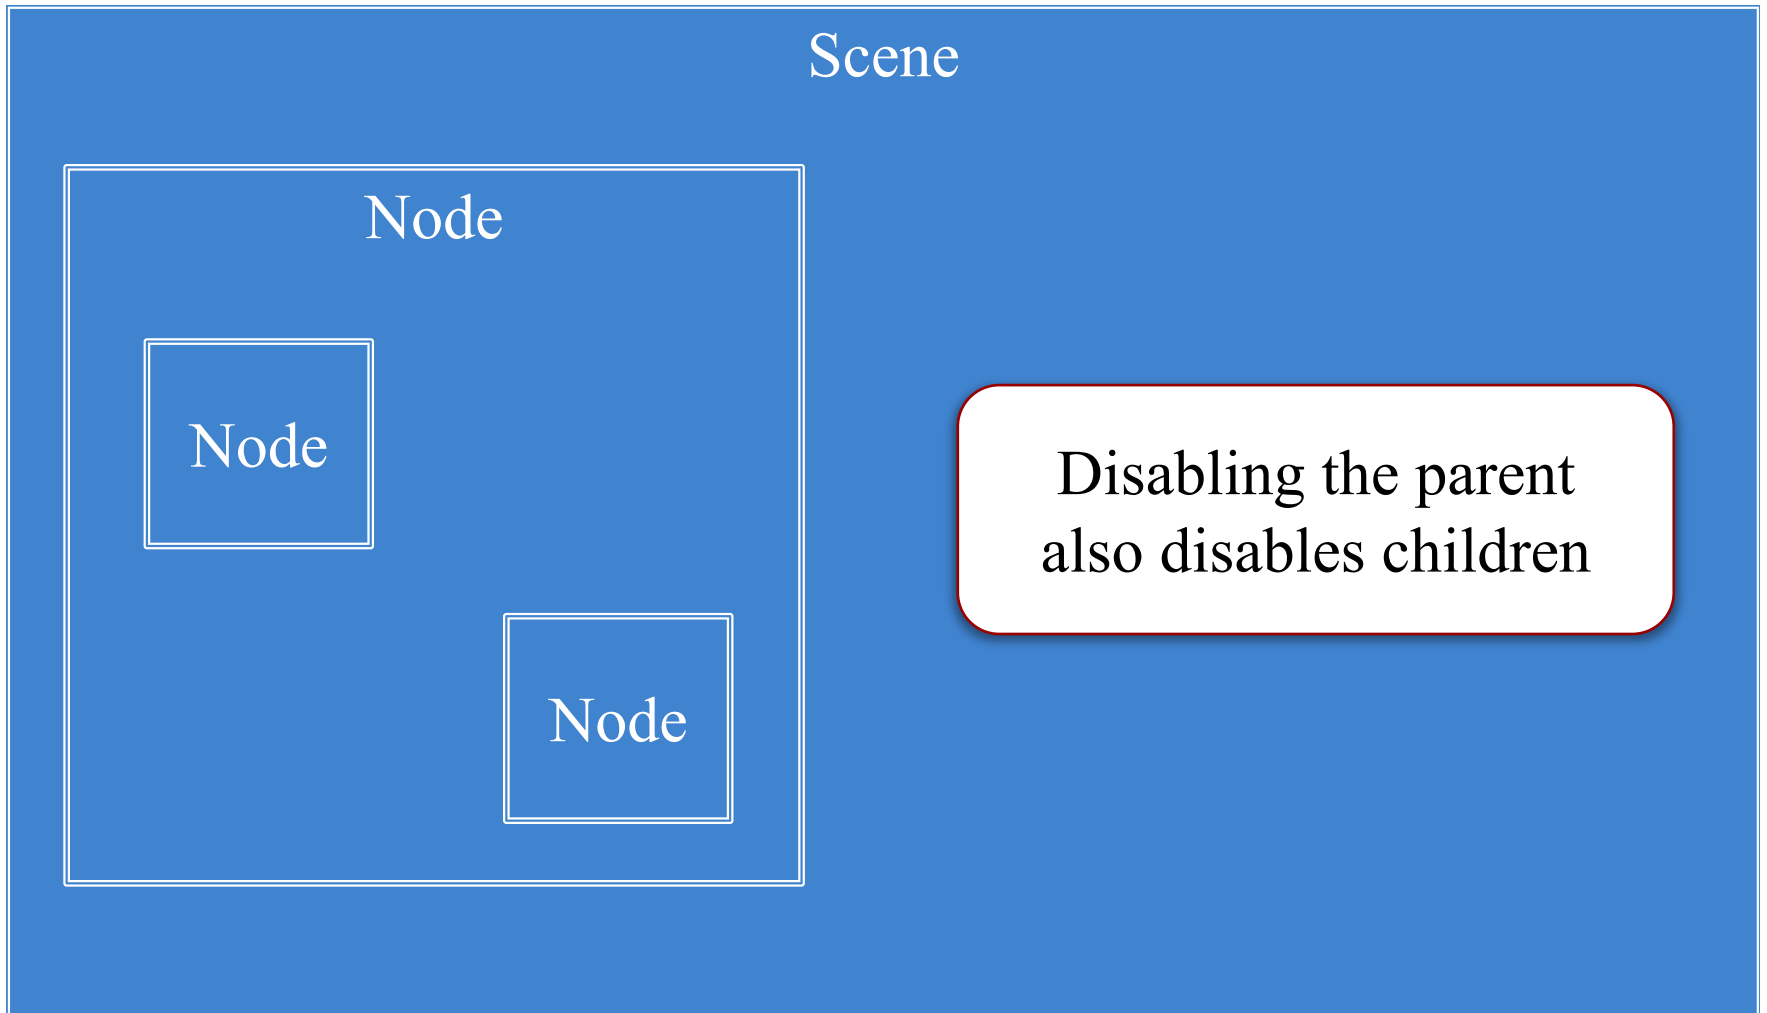 Scene
Node
Node
Node
Disabling the parent
also disables children